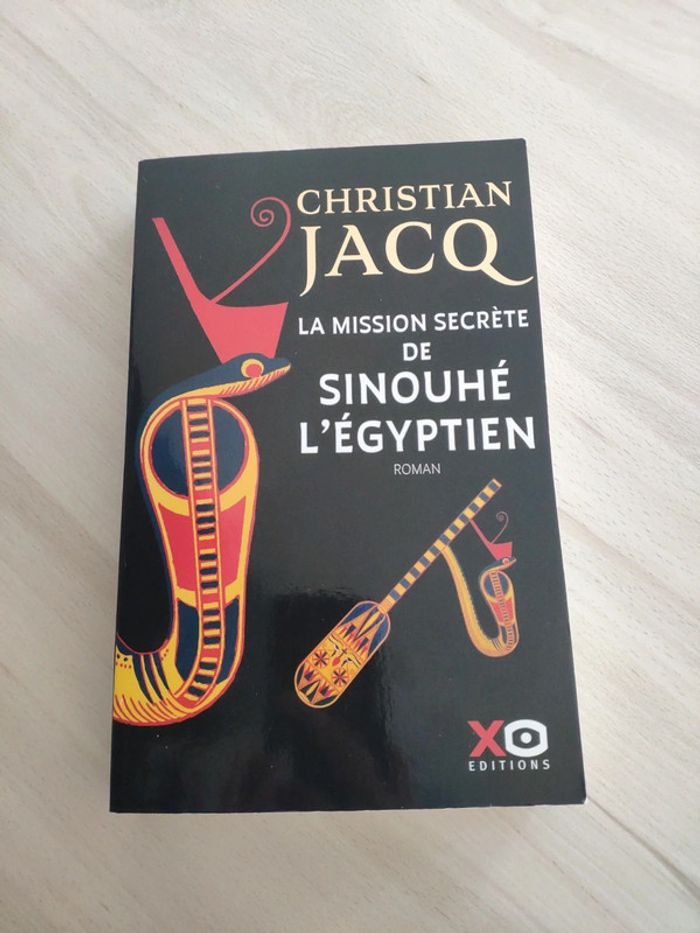 CHRISTIAN
JACQ
LA MISSION SECRÈTE
DE
SINOUHÉ
L'ÉGYPTIEN
ROMAN
XO
EDITIONS